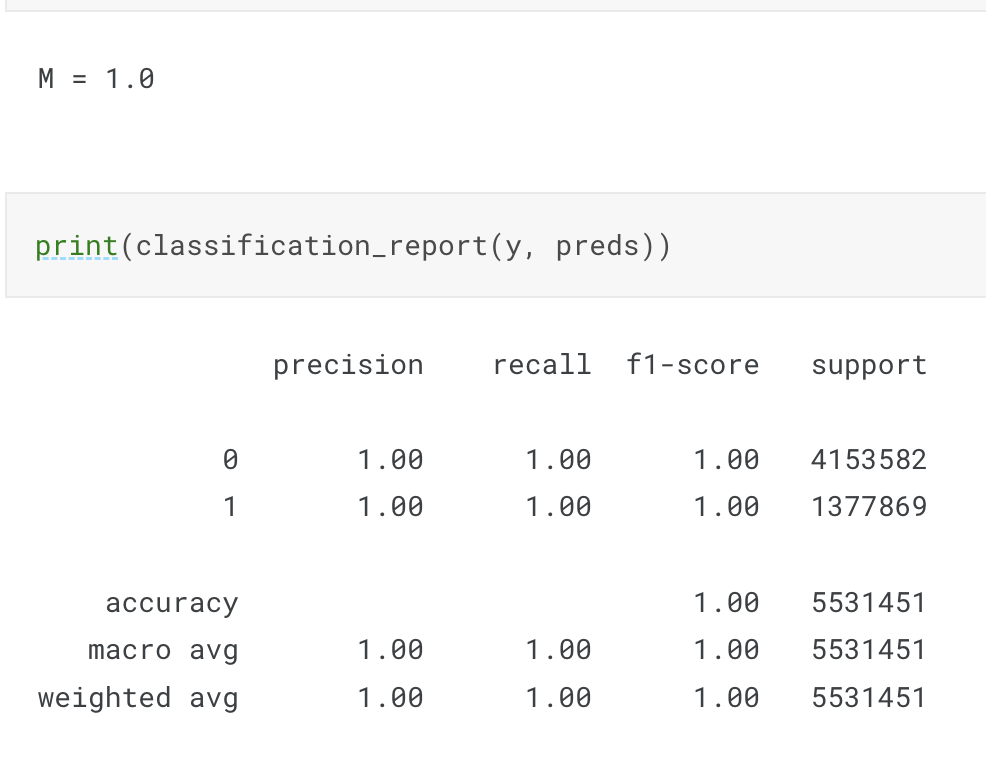 M = 1.0
print(classification_report(y, preds))
precision recall f1-score support
0 1.00 1.00 1.00 4153582
1 1.00 1.00 1.00 1377869
accuracy 1.00 5531451
macro avg 1.00 1.00 1.00 5531451
weighted avg 1.00 1.00 1.00 5531451